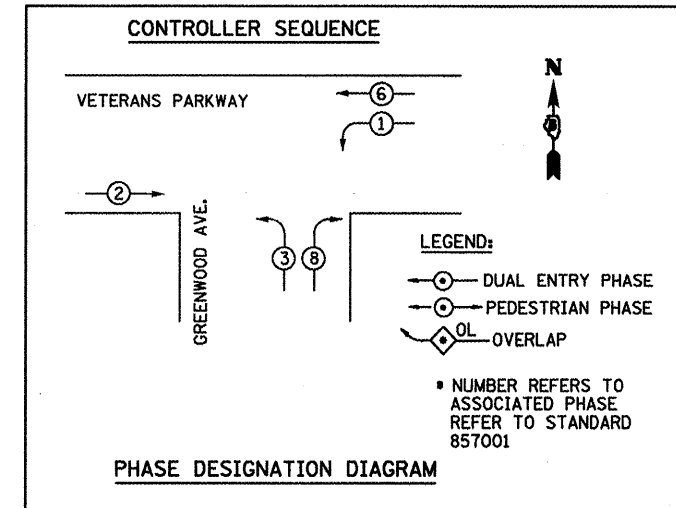 CONTROLLER SEQUENCE
N
VETERANS PARKWAY
6
1
2
GREENWOOD AVE.
3 8
LEGEND:
DUAL ENTRY PHASE
PEDESTRIAN PHASE
OL OVERLAP
* NUMBER REFERS TO
ASSOCIATED PHASE
REFER TO STANDARD
857001
PHASE DESIGNATION DIAGRAM